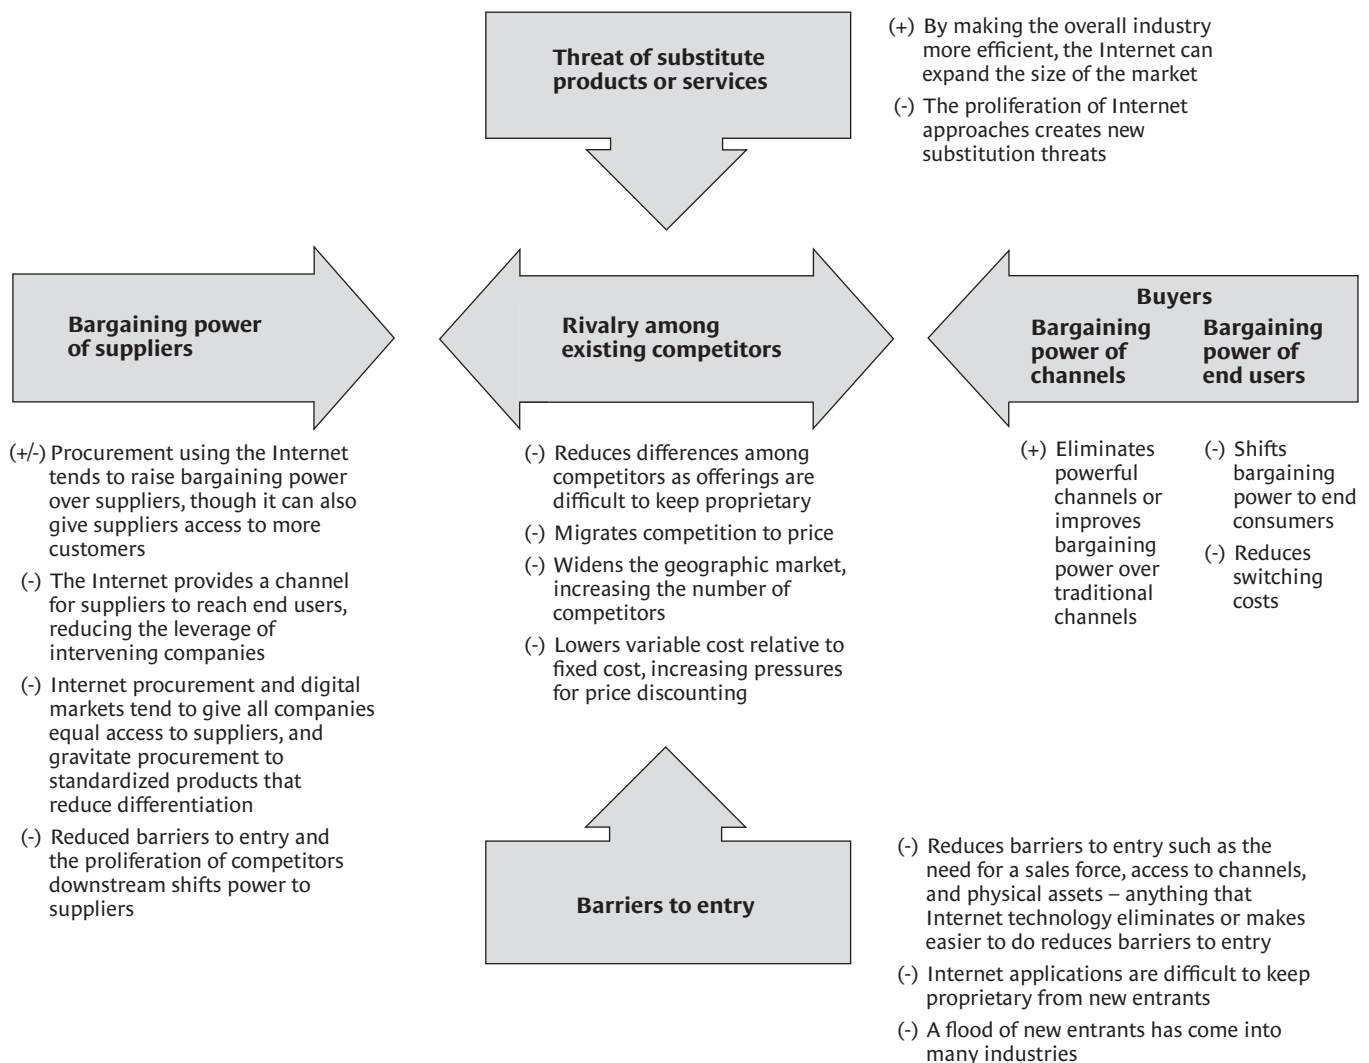 Threat of substitute
products or services
(+) By making the overall industry
more efficient, the Internet can
expand the size of the market
(-) The proliferation of Internet
approaches creates new
substitution threats
Bargaining power
of suppliers
(+/-) Procurement using the Internet
tends to raise bargaining power
over suppliers, though it can also
give suppliers access to more
customers
(-) The Internet provides a channel
for suppliers to reach end users,
reducing the leverage of
intervening companies
(-) Internet procurement and digital
markets tend to give all companies
equal access to suppliers, and
gravitate procurement to
standardized products that
reduce differentiation
(-) Reduced barriers to entry and
the proliferation of competitors
downstream shifts power to
suppliers
Rivalry among
existing competitors
(-) Reduces differences among
competitors as offerings are
difficult to keep proprietary
(-) Migrates competition to price
(-) Widens the geographic market,
increasing the number of
competitors
(-) Lowers variable cost relative to
fixed cost, increasing pressures
for price discounting
Buyers
Bargaining
power of
channels
(+) Eliminates
powerful
channels or
improves
bargaining
power over
traditional
channels
Bargaining
power of
end users
(-) Shifts
bargaining
power to end
consumers
(-) Reduces
switching
costs
Barriers to entry
(-) Reduces barriers to entry such as the
need for a sales force, access to channels,
and physical assets – anything that
Internet technology eliminates or makes
easier to do reduces barriers to entry
(-) Internet applications are difficult to keep
proprietary from new entrants
(-) A flood of new entrants has come into
many industries